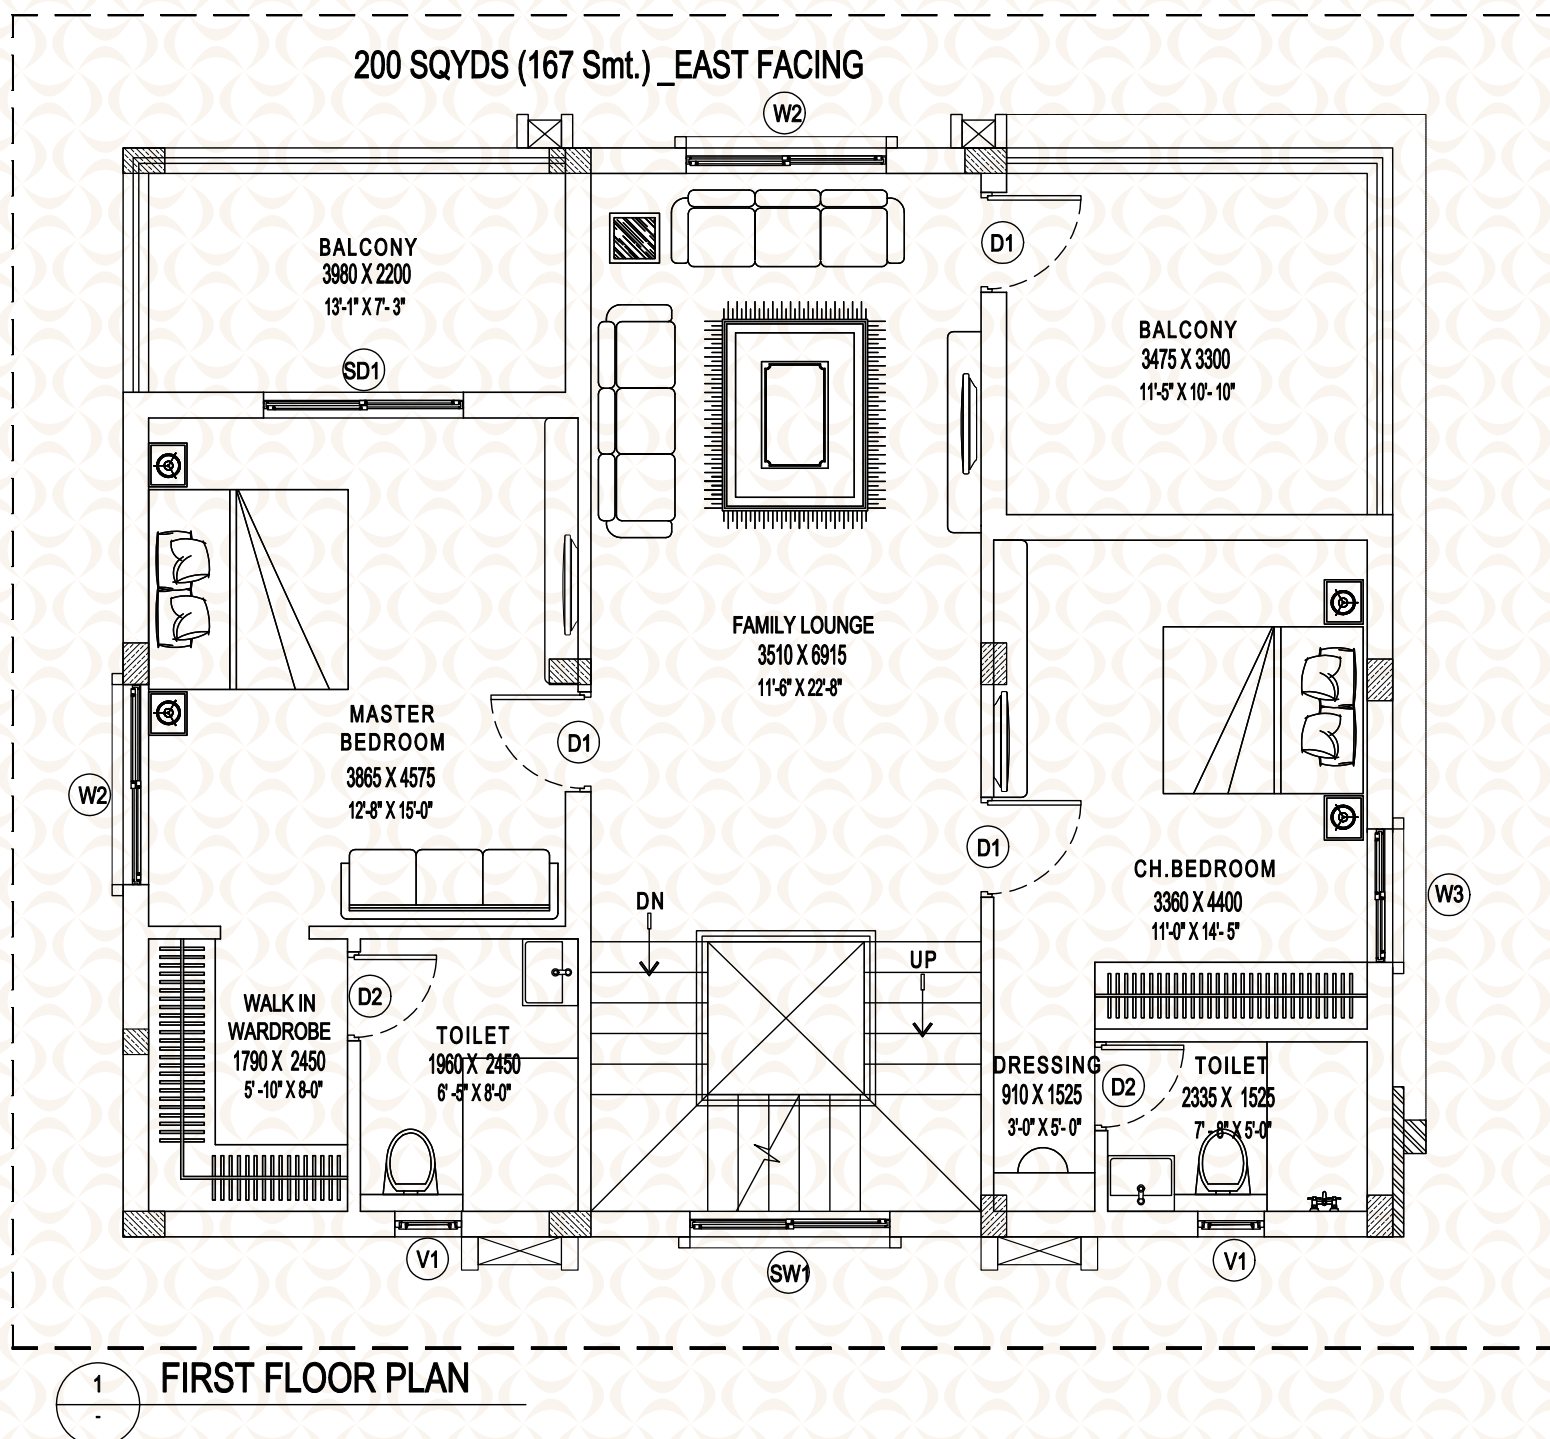 200 SQYDS (167 Smt.) _EAST FACING
W2
BALCONY
3980 X 2200
13'-1" X 7'- 3"
SD1
D1
BALCONY
3475 X 3300
11'-5" X 10'- 10"
FAMILY LOUNGE
3510 X 6915
11'-6" X 22'-8"
MASTER
BEDROOM
3865 X 4575
12'-8" X 15'-0"
D1
W2
D1
CH.BEDROOM
3360 X 4400
11'-0" X 14'- 5"
W3
DN
UP
WALK IN
WARDROBE
1790 X 2450
5' -10" X 8-0"
D2
TOILET
1960 X 2450
6' -5" X 8'-0"
DRESSING
910 X 1525
3'-0" X 5'- 0"
D2
TOILET
2335 X 1525
7' - 8" X 5'-0"
V1
SW1
V1
1
-
FIRST FLOOR PLAN